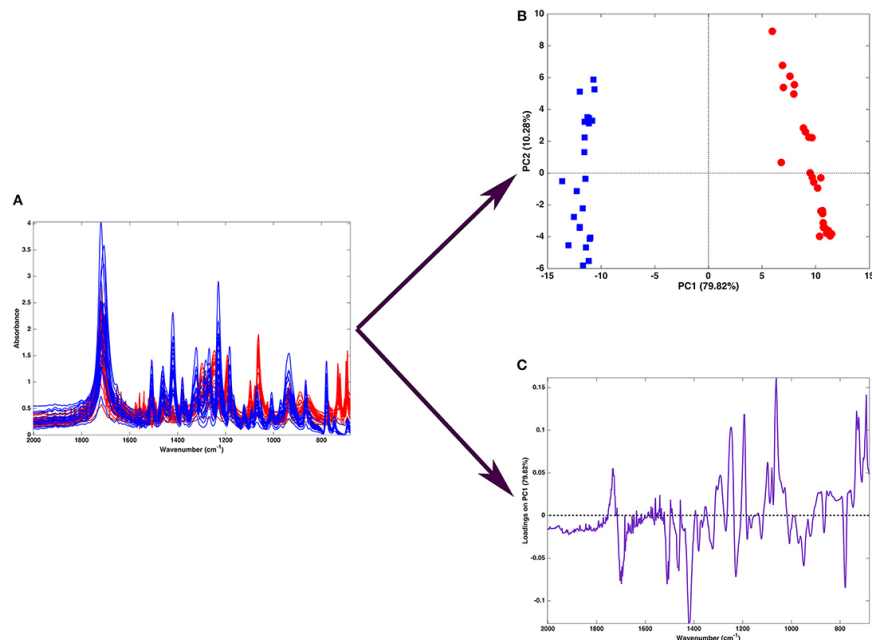 A
4
3.5
3
2.5
2
1.5
1
0.5
0
Absorbance
2000 1800 1600 1400 1200 1000 800
Wavenumber (cm⁻¹)
B
10
8
6
4
2
0
-2
-4
-6
PC2 (10.28%)
-15 -10 -5 0 5 10 15
PC1 (79.82%)
C
0.15
0.1
0.05
0
-0.05
-0.1
Loadings on PC1 (79.82%)
2000 1800 1600 1400 1200 1000 800
Wavenumber (cm⁻¹)